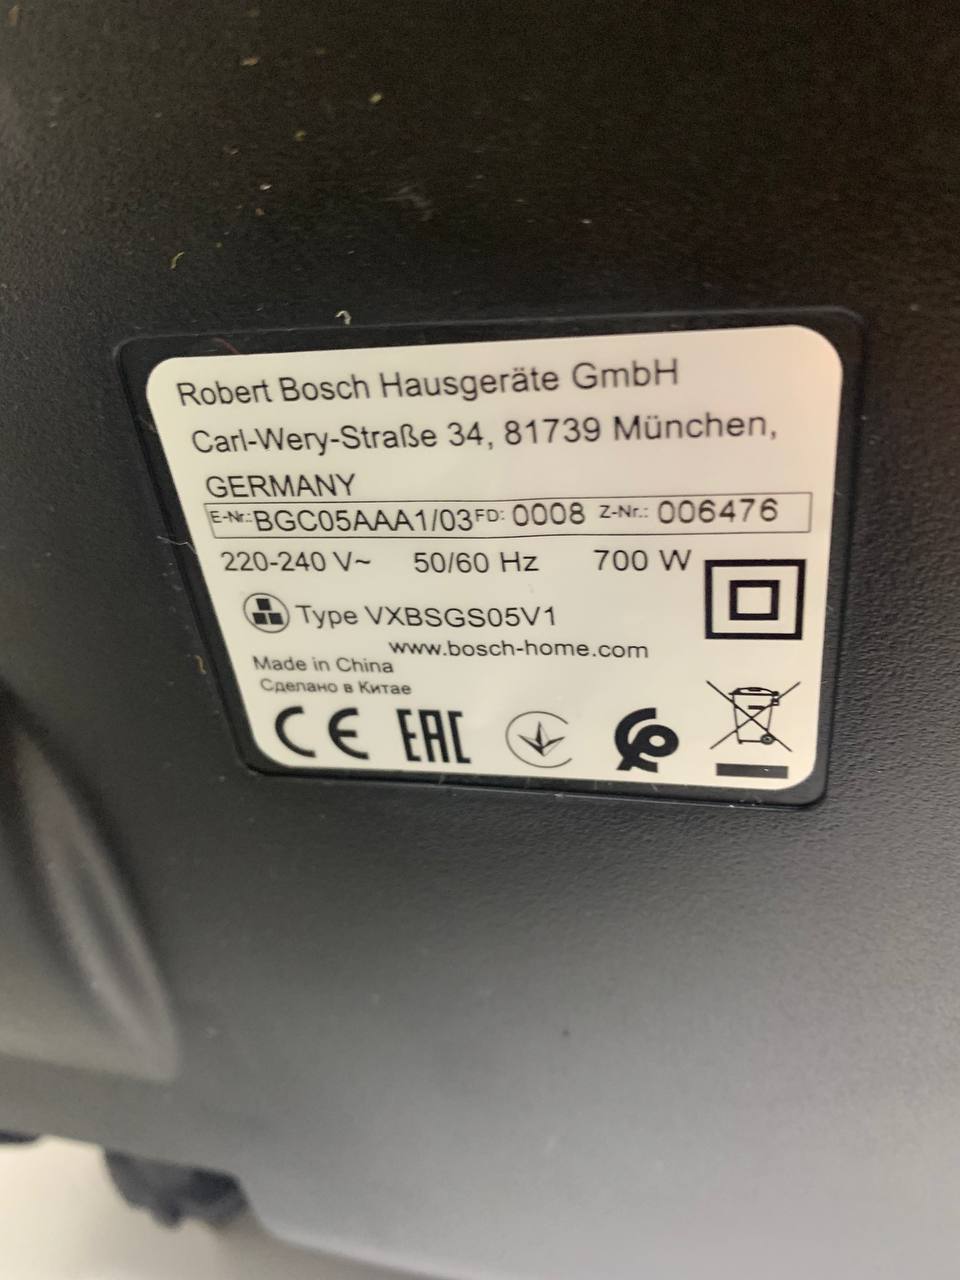 Robert Bosch Hausgeräte GmbH
Carl-Wery-Straße 34, 81739 München,
GERMANY
E-Nr.: BGC05AAA1/03 FD: 0008 Z-Nr.: 006476
220-240 V~ 50/60 Hz 700 W
Type VXBSGS05V1
www.bosch-home.com
Made in China
Сделано в Китае
CE EAC